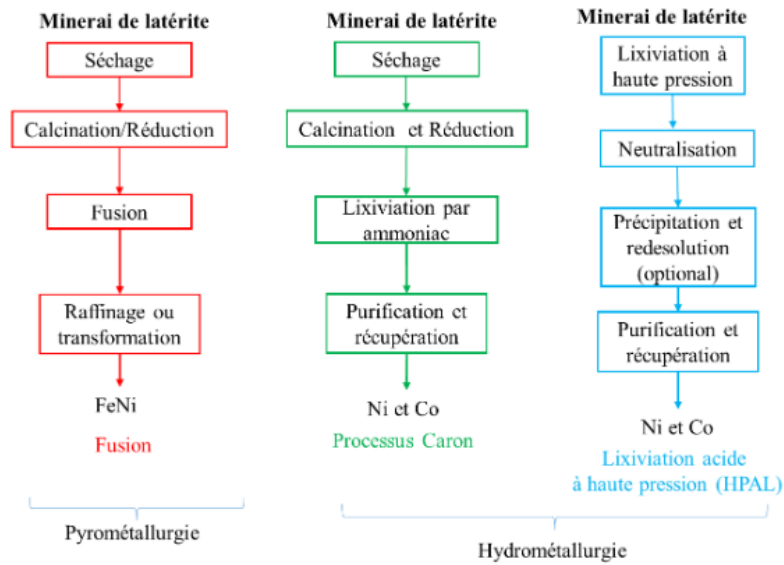 Minerai de latérite
Séchage
Calcination/Réduction
Fusion
Raffinage ou
transformation
FeNi
Fusion
Pyrométallurgie
Minerai de latérite
Séchage
Calcination et Réduction
Lixiviation par
ammoniac
Purification et
récupération
Ni et Co
Processus Caron
Minerai de latérite
Lixiviation à
haute pression
Neutralisation
Précipitation et
redesolution
(optional)
Purification et
récupération
Ni et Co
Lixiviation acide
à haute pression (HPAL)
Hydrométallurgie